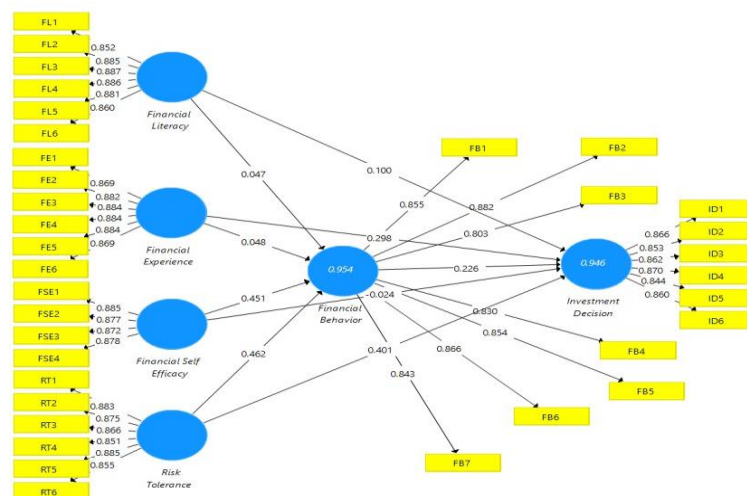 FL1
FL2
FL3
FL4
FL5
FL6
0.852
0.885
0.887
0.886
0.881
0.860
Financial
Literacy
FE1
FE2
FE3
FE4
FE5
FE6
0.869
0.882
0.884
0.884
0.884
0.869
Financial
Experience
FSE1
FSE2
FSE3
FSE4
0.885
0.877
0.872
0.878
Financial Self
Efficacy
RT1
RT2
RT3
RT4
RT5
RT6
0.883
0.875
0.866
0.851
0.885
0.855
Risk
Tolerance
0.047
0.048
0.451
0.462
0.100
0.298
0.226
-0.024
0.401
0.954
Financial
Behavior
FB1
FB2
FB3
0.855
0.882
0.803
0.830
0.854
0.866
0.843
FB4
FB5
FB6
FB7
0.946
Investment
Decision
0.866
0.853
0.862
0.870
0.844
0.860
ID1
ID2
ID3
ID4
ID5
ID6